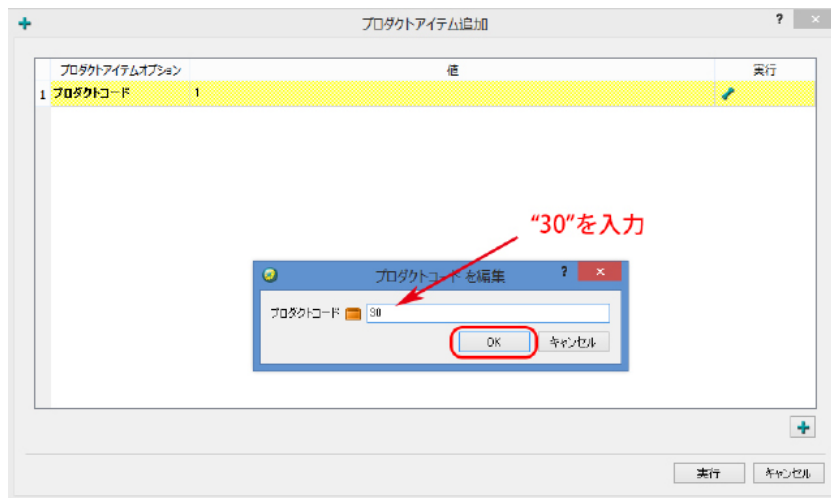 プロダクトアイテム追加 ? ×
プロダクトアイテムオプション 値 実行
1 プロダクトコード 1
"30"を入力
プロダクトコード を編集 ? ×
プロダクトコード 30
OK キャンセル
実行 キャンセル